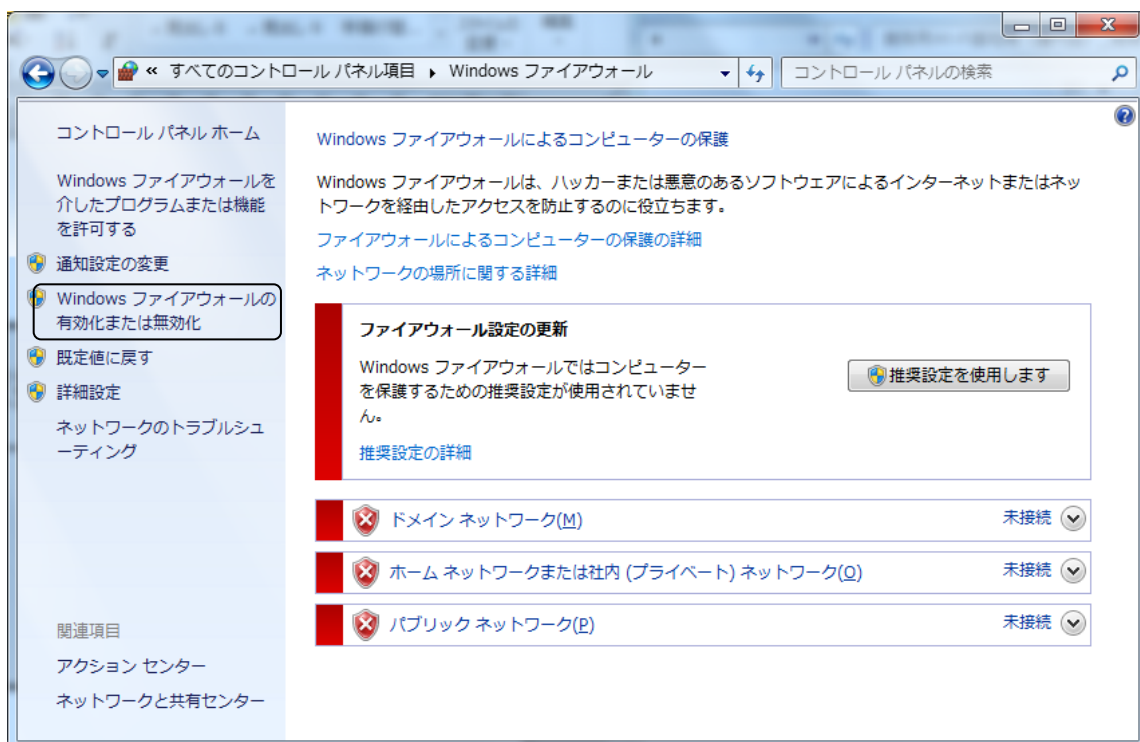 « すべてのコントロール パネル項目 ▸ Windows ファイアウォール
コントロール パネルの検索
コントロール パネル ホーム
Windows ファイアウォールを
介したプログラムまたは機能
を許可する
通知設定の変更
Windows ファイアウォールの
有効化または無効化
既定値に戻す
詳細設定
ネットワークのトラブルシュ
ーティング
関連項目
アクション センター
ネットワークと共有センター
Windows ファイアウォールによるコンピューターの保護
Windows ファイアウォールは、ハッカーまたは悪意のあるソフトウェアによるインターネットまたはネッ
トワークを経由したアクセスを防止するのに役立ちます。
ファイアウォールによるコンピューターの保護の詳細
ネットワークの場所に関する詳細
ファイアウォール設定の更新
Windows ファイアウォールではコンピューター
を保護するための推奨設定が使用されていませ
ん。
推奨設定を使用します
推奨設定の詳細
ドメイン ネットワーク(M) 未接続
ホーム ネットワークまたは社内 (プライベート) ネットワーク(O) 未接続
パブリック ネットワーク(P) 未接続